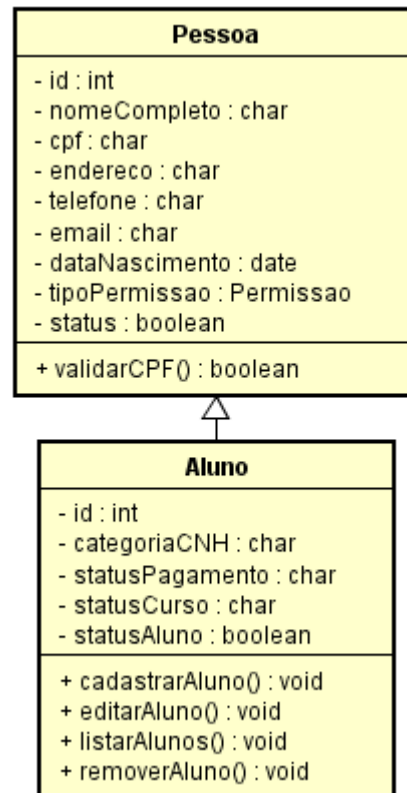 Pessoa
- id : int
- nomeCompleto : char
- cpf : char
- endereco : char
- telefone : char
- email : char
- dataNascimento : date
- tipoPermissao : Permissao
- status : boolean
+ validarCPF() : boolean
Aluno
- id : int
- categoriaCNH : char
- statusPagamento : char
- statusCurso : char
- statusAluno : boolean
+ cadastrarAluno() : void
+ editarAluno() : void
+ listarAlunos() : void
+ removerAluno() : void